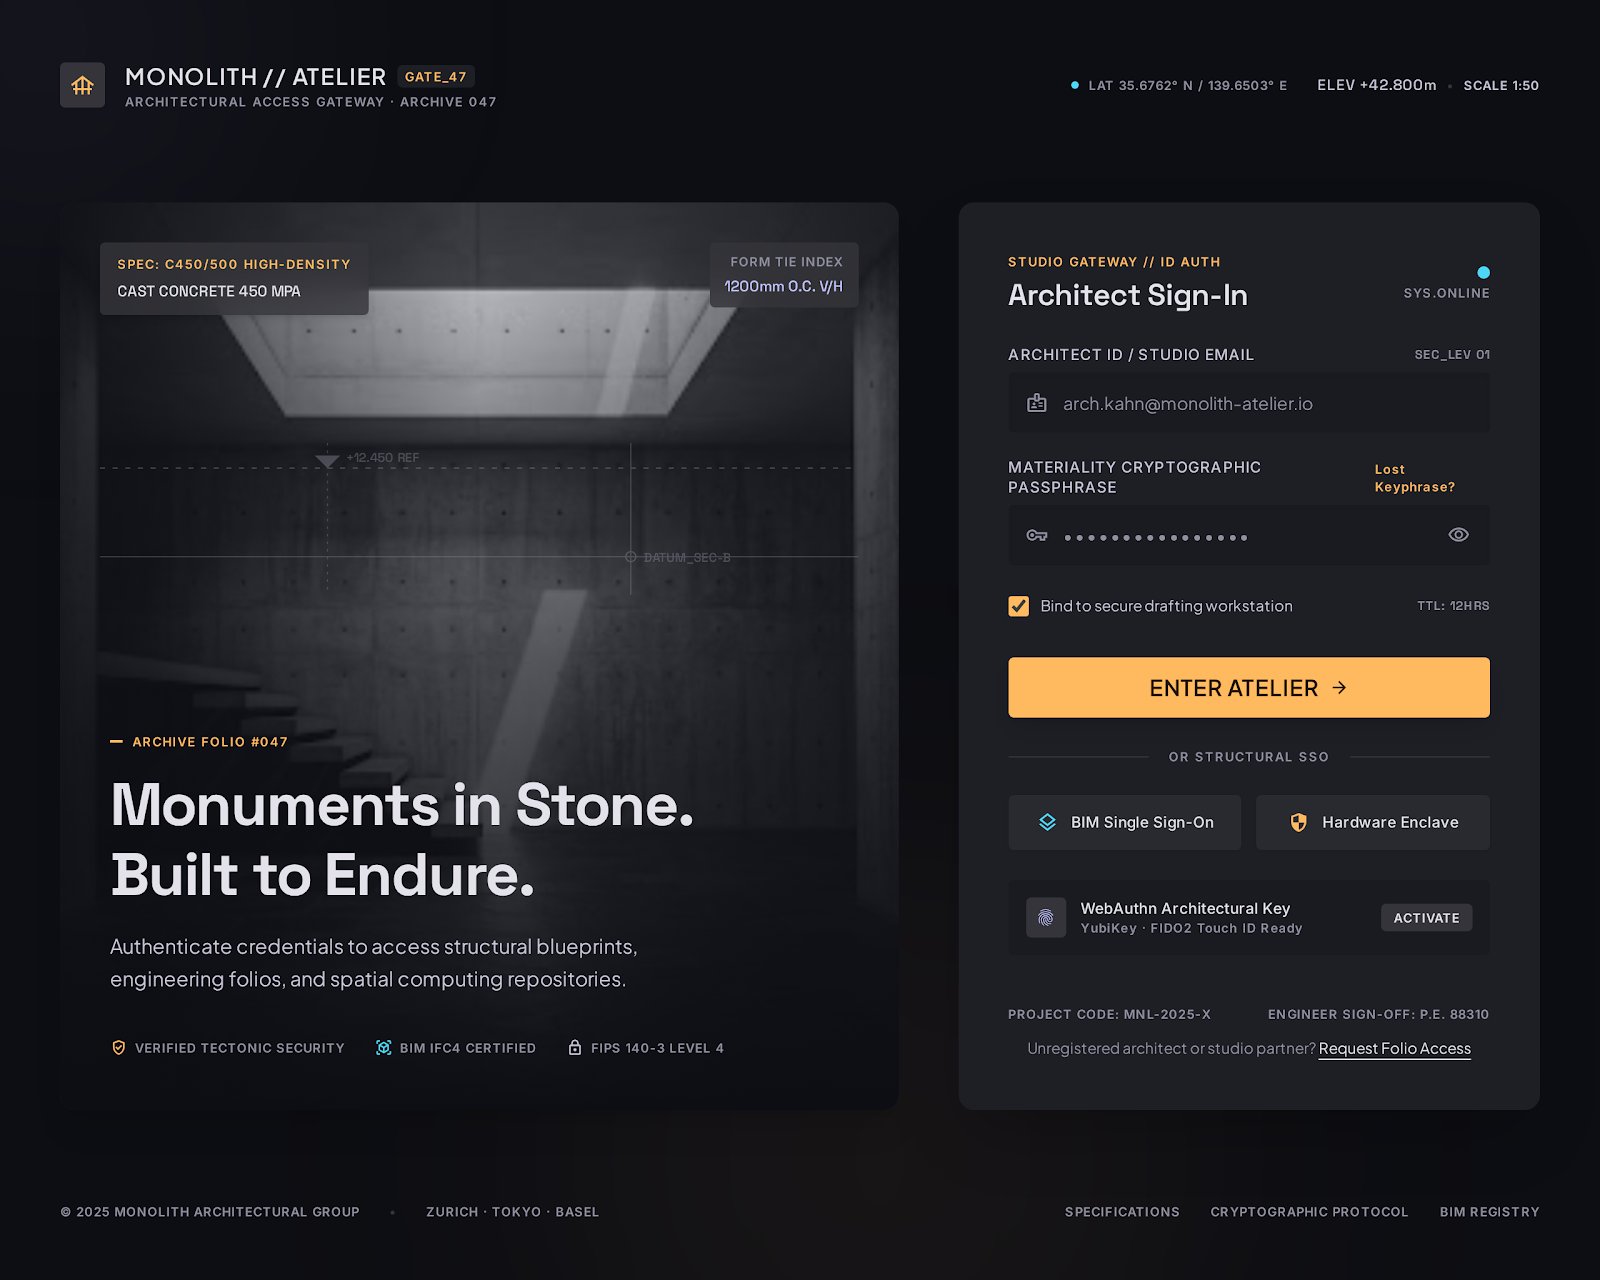 MONOLITH // ATELIER GATE_47
ARCHITECTURAL ACCESS GATEWAY · ARCHIVE 047
LAT 35.6762° N / 139.6503° E ELEV +42.800m • SCALE 1:50
SPEC: C450/500 HIGH-DENSITY
CAST CONCRETE 450 MPA
FORM TIE INDEX
1200mm O.C. V/H
+12.450 REF
DATUM_SEC-B
ARCHIVE FOLIO #047
Monuments in Stone.
Built to Endure.
Authenticate credentials to access structural blueprints,
engineering folios, and spatial computing repositories.
VERIFIED TECTONIC SECURITY BIM IFC4 CERTIFIED FIPS 140-3 LEVEL 4
STUDIO GATEWAY // ID AUTH
Architect Sign-In
SYS.ONLINE
ARCHITECT ID / STUDIO EMAIL SEC_LEV 01
arch.kahn@monolith-atelier.io
MATERIALITY CRYPTOGRAPHIC
PASSPHRASE
Lost
Keyphrase?
••••••••••••••••
Bind to secure drafting workstation TTL: 12HRS
ENTER ATELIER →
OR STRUCTURAL SSO
BIM Single Sign-On Hardware Enclave
WebAuthn Architectural Key
YubiKey · FIDO2 Touch ID Ready
ACTIVATE
PROJECT CODE: MNL-2025-X ENGINEER SIGN-OFF: P.E. 88310
Unregistered architect or studio partner? Request Folio Access
© 2025 MONOLITH ARCHITECTURAL GROUP • ZURICH · TOKYO · BASEL
SPECIFICATIONS CRYPTOGRAPHIC PROTOCOL BIM REGISTRY